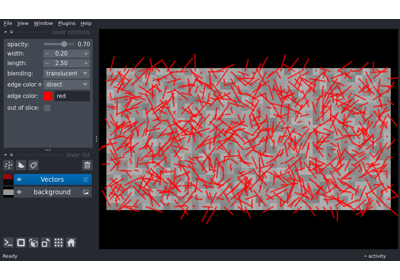 File View Window Plugins Help
layer controls
opacity: 0.70
width: 0.20
length: 2.50
blending: translucent
edge color m direct
edge color: red
out of slice:
layer list
Vectors
background
Ready
activity